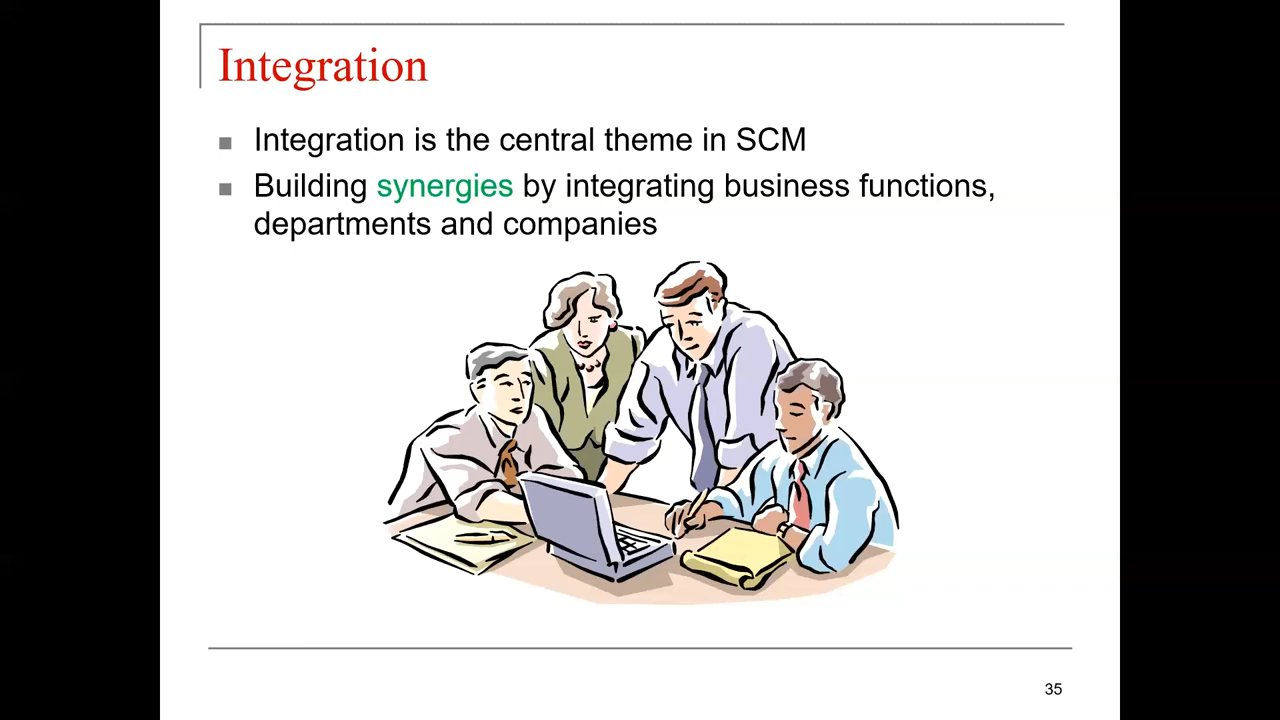 Integration
Integration is the central theme in SCM
Building synergies by integrating business functions,
departments and companies
35